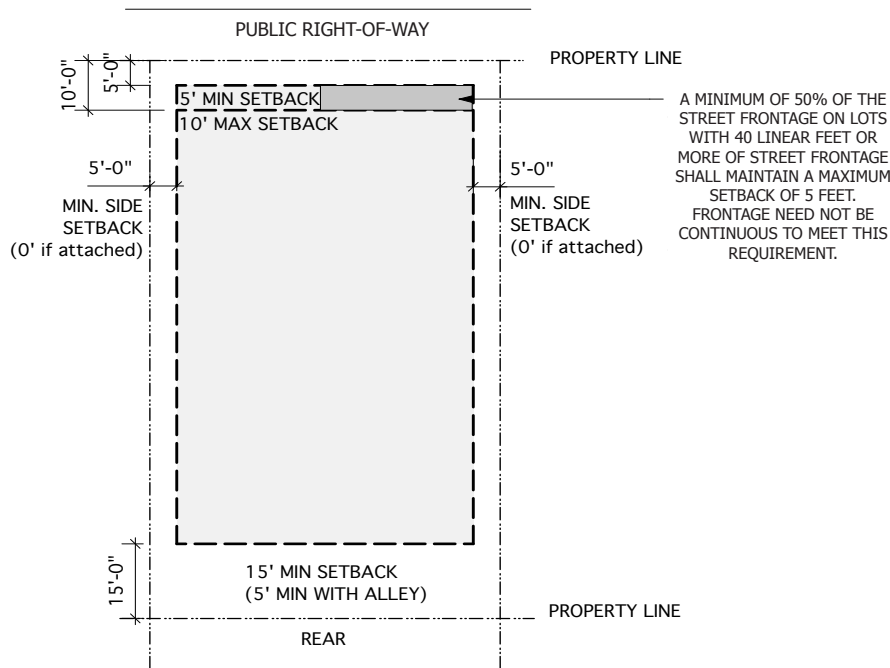 PUBLIC RIGHT-OF-WAY
PROPERTY LINE
10'-0"
5'-0"
5' MIN SETBACK
10' MAX SETBACK
A MINIMUM OF 50% OF THE
STREET FRONTAGE ON LOTS
WITH 40 LINEAR FEET OR
MORE OF STREET FRONTAGE
SHALL MAINTAIN A MAXIMUM
SETBACK OF 5 FEET.
FRONTAGE NEED NOT BE
CONTINUOUS TO MEET THIS
REQUIREMENT.
5'-0"
MIN. SIDE
SETBACK
(0' if attached)
5'-0"
MIN. SIDE
SETBACK
(0' if attached)
15'-0"
15' MIN SETBACK
(5' MIN WITH ALLEY)
PROPERTY LINE
REAR